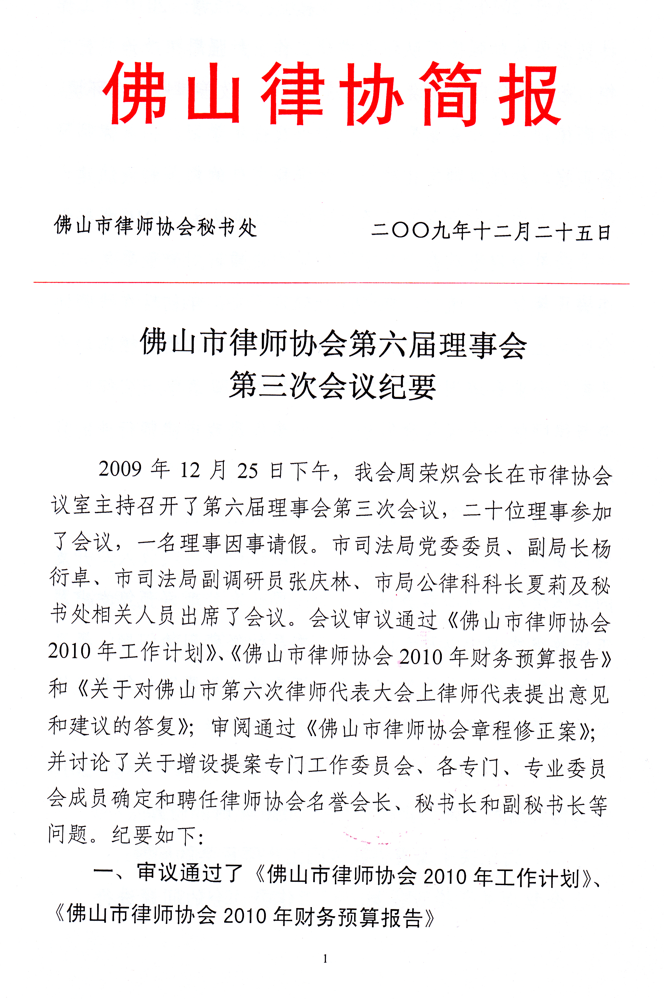 佛山律协简报
佛山市律师协会秘书处 二〇〇九年十二月二十五日
佛山市律师协会第六届理事会
第三次会议纪要
2009 年 12 月 25 日下午，我会周荣炽会长在市律协会
议室主持召开了第六届理事会第三次会议，二十位理事参加
了会议，一名理事因事请假。市司法局党委委员、副局长杨
衍卓、市司法局副调研员张庆林、市局公律科科长夏莉及秘
书处相关人员出席了会议。会议审议通过《佛山市律师协会
2010 年工作计划》、《佛山市律师协会 2010 年财务预算报告》
和《关于对佛山市第六次律师代表大会上律师代表提出意见
和建议的答复》；审阅通过《佛山市律师协会章程修正案》；
并讨论了关于增设提案专门工作委员会、各专门、专业委员
会成员确定和聘任律师协会名誉会长、秘书长和副秘书长等
问题。纪要如下：
一、审议通过了《佛山市律师协会 2010 年工作计划》、
《佛山市律师协会 2010 年财务预算报告》
1